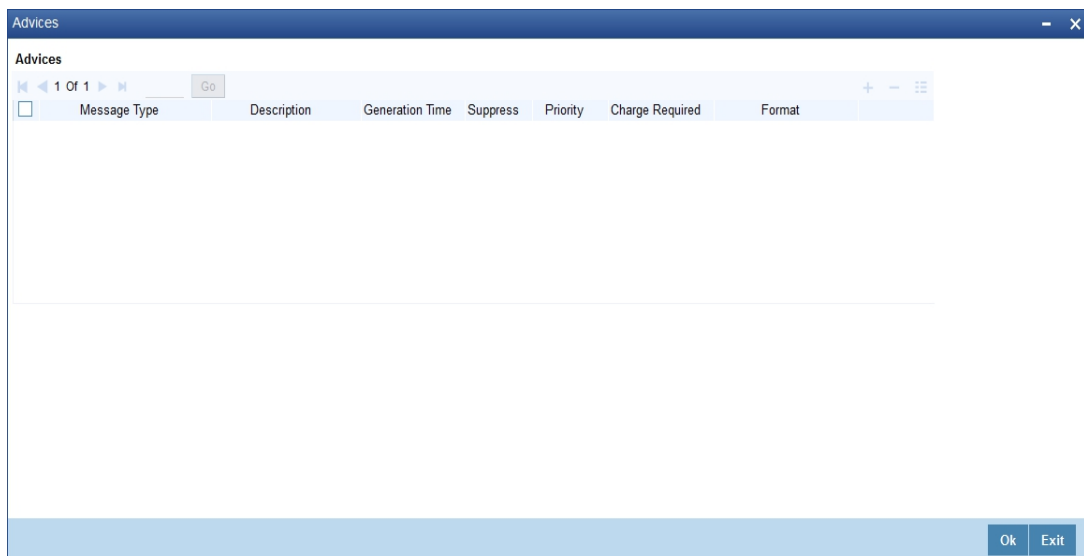 Advices
Advices
1 Of 1 Go
Message Type Description Generation Time Suppress Priority Charge Required Format
Ok Exit